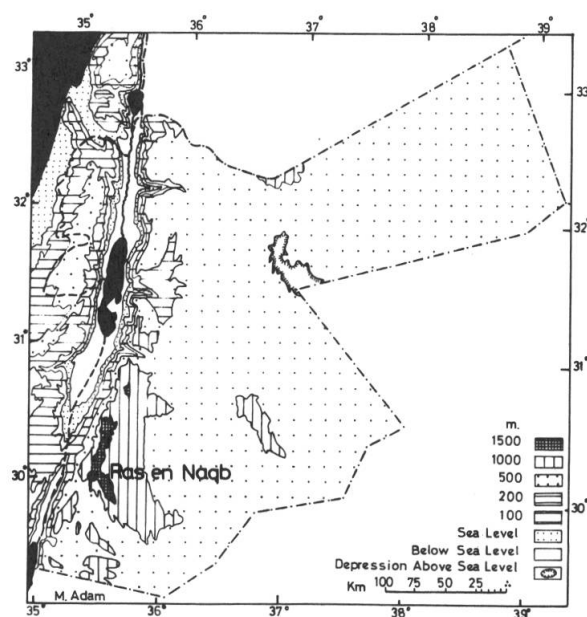 35° 36° 37° 38° 39°
33°
33°
32°
32°
31°
31°
m.
1500
1000
Ras en Naqb
500
30°
200
30°
100
Sea Level
Below Sea Level
Depression Above Sea Level
Km 100 75 50 25
M. Adam
35° 36° 37° 38° 39°